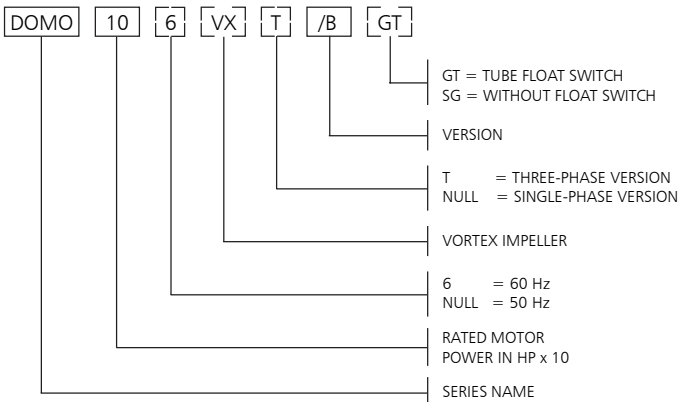 DOMO 10 6 VX T /B GT
GT = TUBE FLOAT SWITCH
SG = WITHOUT FLOAT SWITCH
VERSION
T = THREE-PHASE VERSION
NULL = SINGLE-PHASE VERSION
VORTEX IMPELLER
6 = 60 Hz
NULL = 50 Hz
RATED MOTOR
POWER IN HP x 10
SERIES NAME